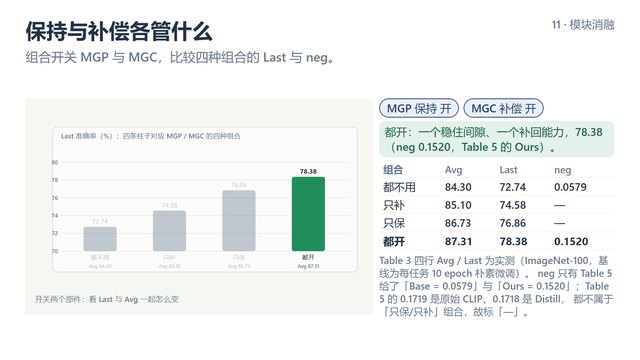 保持与补偿各管什么
11 · 模块消融
组合开关 MGP 与 MGC，比较四种组合的 Last 与 neg。
Last 准确率（%）；四条柱子对应 MGP / MGC 的四种组合
80
78
76
74
72
70
72.74
74.58
76.86
78.38
都不用
只补
只保
都开
Avg 84.30
Avg 85.10
Avg 86.73
Avg 87.31
开关两个部件：看 Last 与 Avg 一起怎么变
MGP 保持 开
MGC 补偿 开
都开：一个稳住间隙、一个补回能力，78.38
（neg 0.1520，Table 5 的 Ours）。
组合 Avg Last neg
都不用 84.30 72.74 0.0579
只补 85.10 74.58 —
只保 86.73 76.86 —
都开 87.31 78.38 0.1520
Table 3 四行 Avg / Last 为实测（ImageNet-100，基
线为每任务 10 epoch 朴素微调）。 neg 只有 Table 5
给了「Base = 0.0579」与「Ours = 0.1520」；Table
5 的 0.1719 是原始 CLIP、0.1718 是 Distill， 都不属于
「只保/只补」组合，故标「—」。